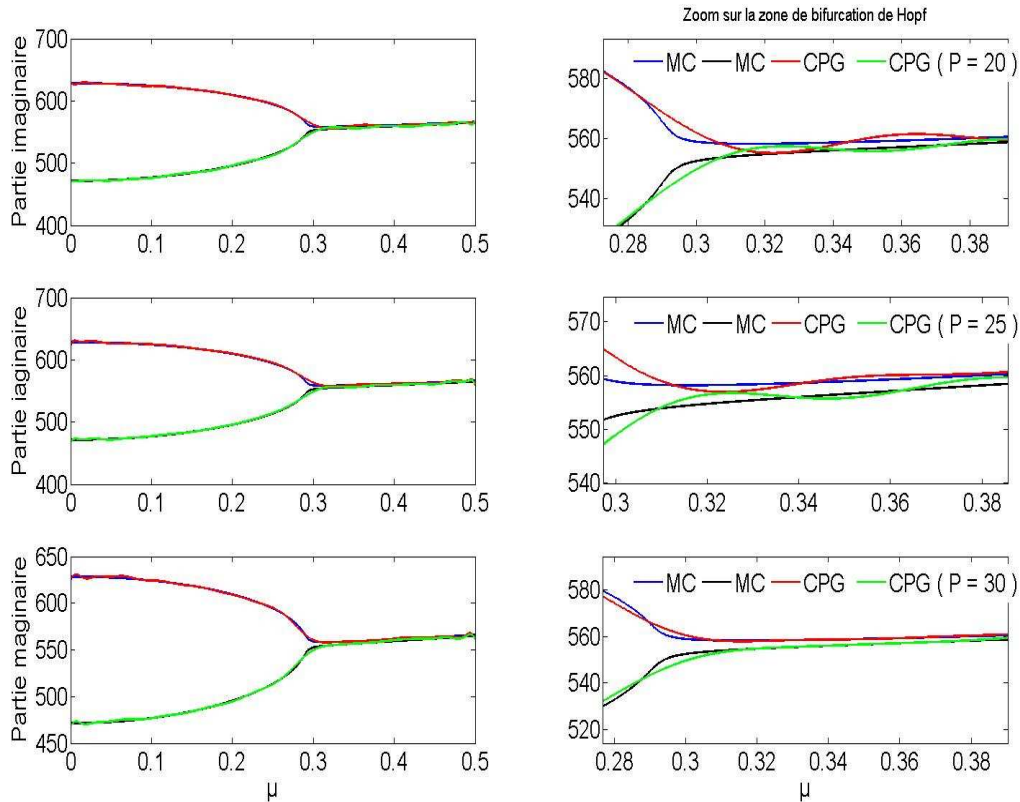 Zoom sur la zone de bifurcation de Hopf
Partie imaginaire
700
600
500
400
0 0.1 0.2 0.3 0.4 0.5
MC MC CPG CPG ( P = 20 )
580
560
540
0.28 0.3 0.32 0.34 0.36 0.38
Partie iaginaire
700
600
500
400
0 0.1 0.2 0.3 0.4 0.5
MC MC CPG CPG ( P = 25 )
570
560
550
540
0.3 0.32 0.34 0.36 0.38
Partie maginaire
650
600
550
500
450
0 0.1 0.2 0.3 0.4 0.5
µ
MC MC CPG CPG ( P = 30 )
580
560
540
520
0.28 0.3 0.32 0.34 0.36 0.38
µ